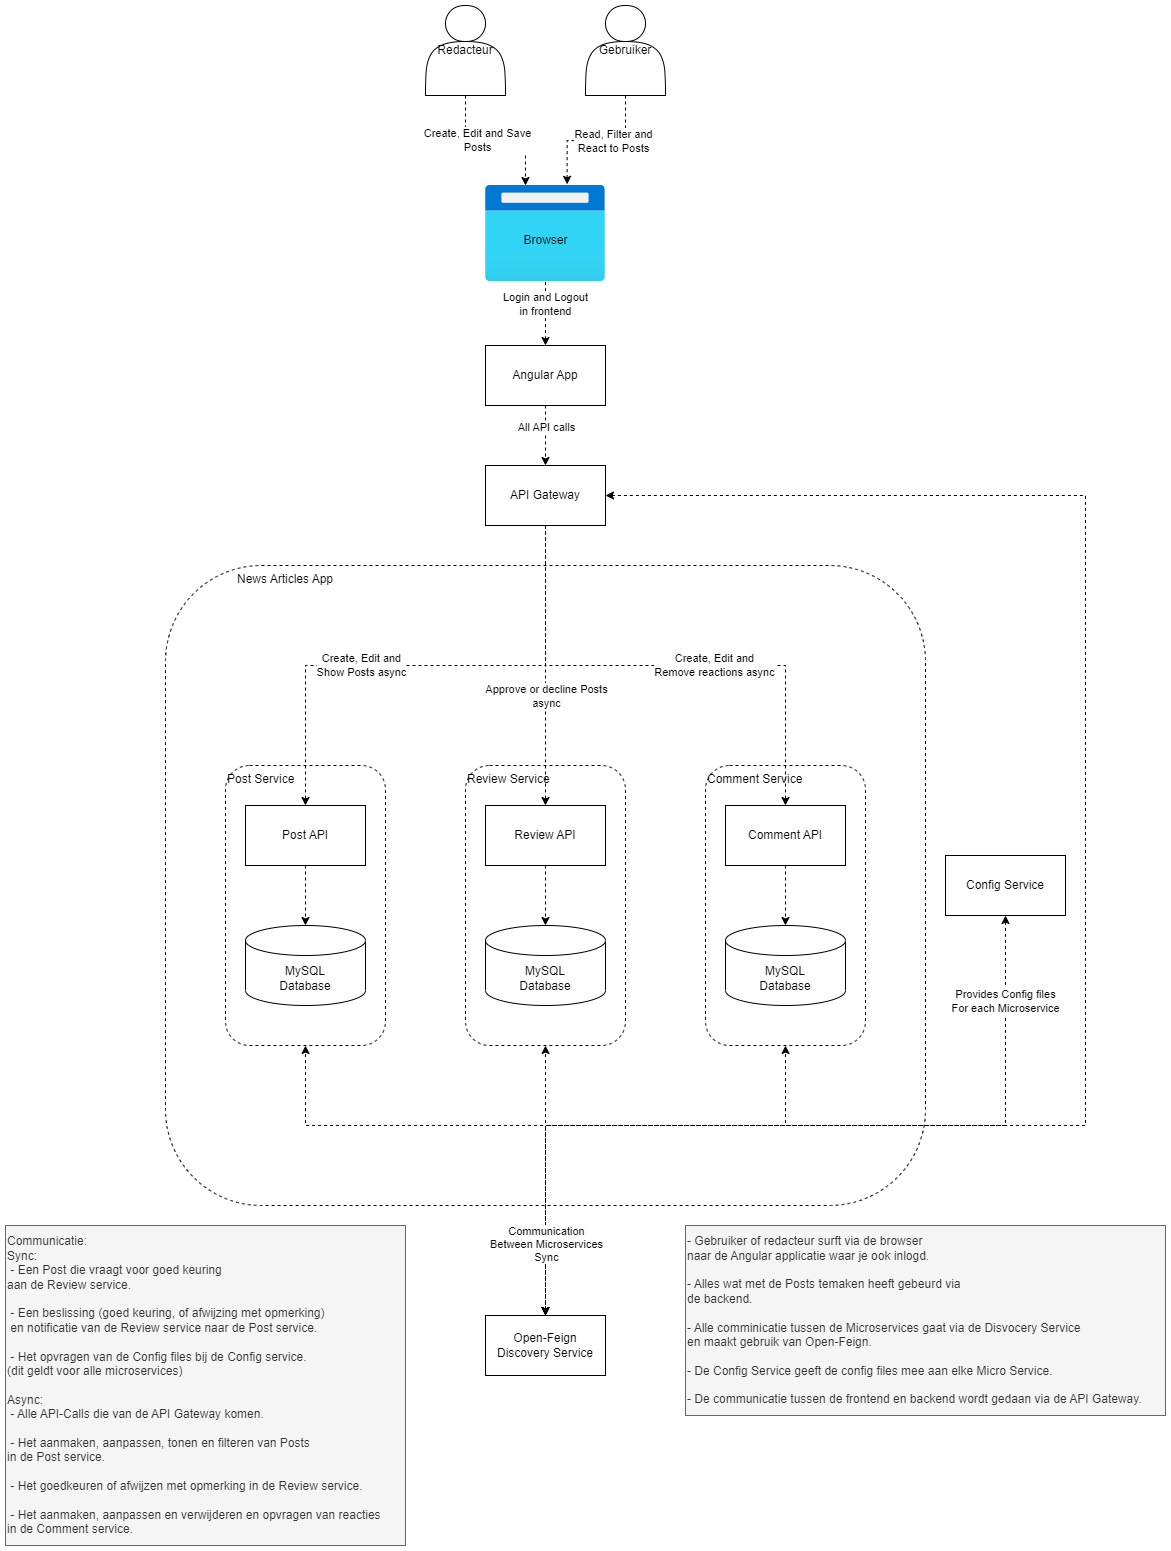 Redacteur
Gebruiker
Create, Edit and Save
Posts
Read, Filter and
React to Posts
Browser
Login and Logout
in frontend
Angular App
All API calls
API Gateway
News Articles App
Create, Edit and
Show Posts async
Approve or decline Posts
async
Create, Edit and
Remove reactions async
Post Service
Review Service
Comment Service
Post API
Review API
Comment API
Config Service
MySQL
Database
MySQL
Database
MySQL
Database
Provides Config files
For each Microservice
Communication
Between Microservices
Sync
Open-Feign
Discovery Service
Communicatie:
Sync:
- Een Post die vraagt voor goed keuring
aan de Review service.
- Een beslissing (goed keuring, of afwijzing met opmerking)
en notificatie van de Review service naar de Post service.
- Het opvragen van de Config files bij de Config service.
(dit geldt voor alle microservices)
Async:
- Alle API-Calls die van de API Gateway komen.
- Het aanmaken, aanpassen, tonen en filteren van Posts
in de Post service.
- Het goedkeuren of afwijzen met opmerking in de Review service.
- Het aanmaken, aanpassen en verwijderen en opvragen van reacties
in de Comment service.
- Gebruiker of redacteur surft via de browser
naar de Angular applicatie waar je ook inlogd.
- Alles wat met de Posts temaken heeft gebeurd via
de backend.
- Alle comminicatie tussen de Microservices gaat via de Disvocery Service
en maakt gebruik van Open-Feign.
- De Config Service geeft de config files mee aan elke Micro Service.
- De communicatie tussen de frontend en backend wordt gedaan via de API Gateway.